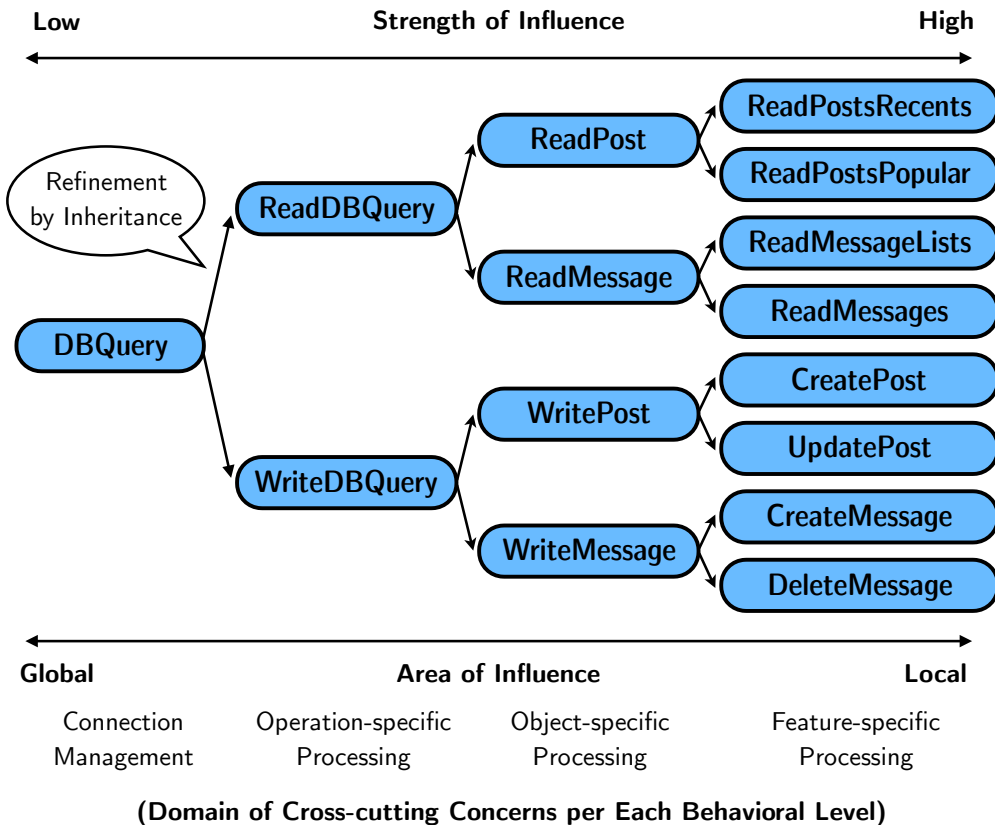 Low Strength of Influence High
ReadPostsRecents
ReadPost
ReadPostsPopular
Refinement
by Inheritance
ReadDBQuery
ReadMessageLists
ReadMessage
ReadMessages
DBQuery
CreatePost
WritePost
UpdatePost
WriteDBQuery
CreateMessage
WriteMessage
DeleteMessage
Global Area of Influence Local
Connection Operation-specific Object-specific Feature-specific
Management Processing Processing Processing
(Domain of Cross-cutting Concerns per Each Behavioral Level)